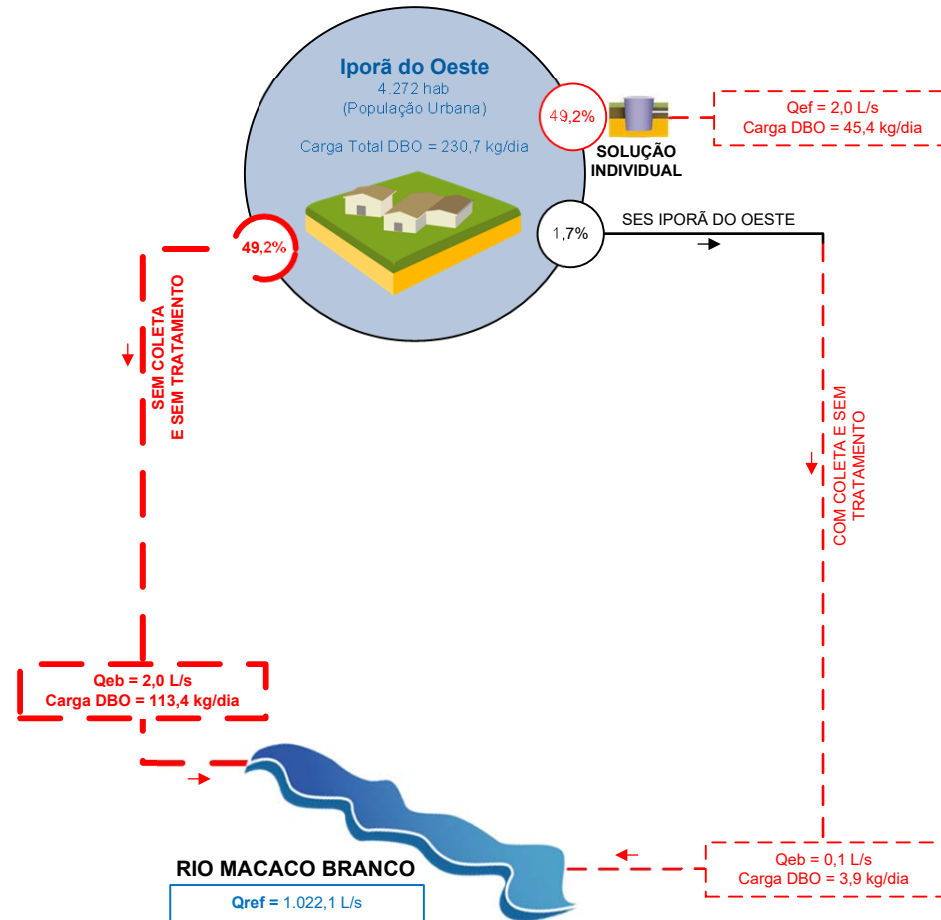 Iporã do Oeste
4.272 hab
(População Urbana)
Carga Total DBO = 230,7 kg/dia
49,2%
SOLUÇÃO
INDIVIDUAL
Qef = 2,0 L/s
Carga DBO = 45,4 kg/dia
1,7%
SES IPORÃ DO OESTE
49,2%
SEM COLETA
E SEM TRATAMENTO
COM COLETA E SEM
TRATAMENTO
Qeb = 2,0 L/s
Carga DBO = 113,4 kg/dia
RIO MACACO BRANCO
Qref = 1.022,1 L/s
Qeb = 0,1 L/s
Carga DBO = 3,9 kg/dia